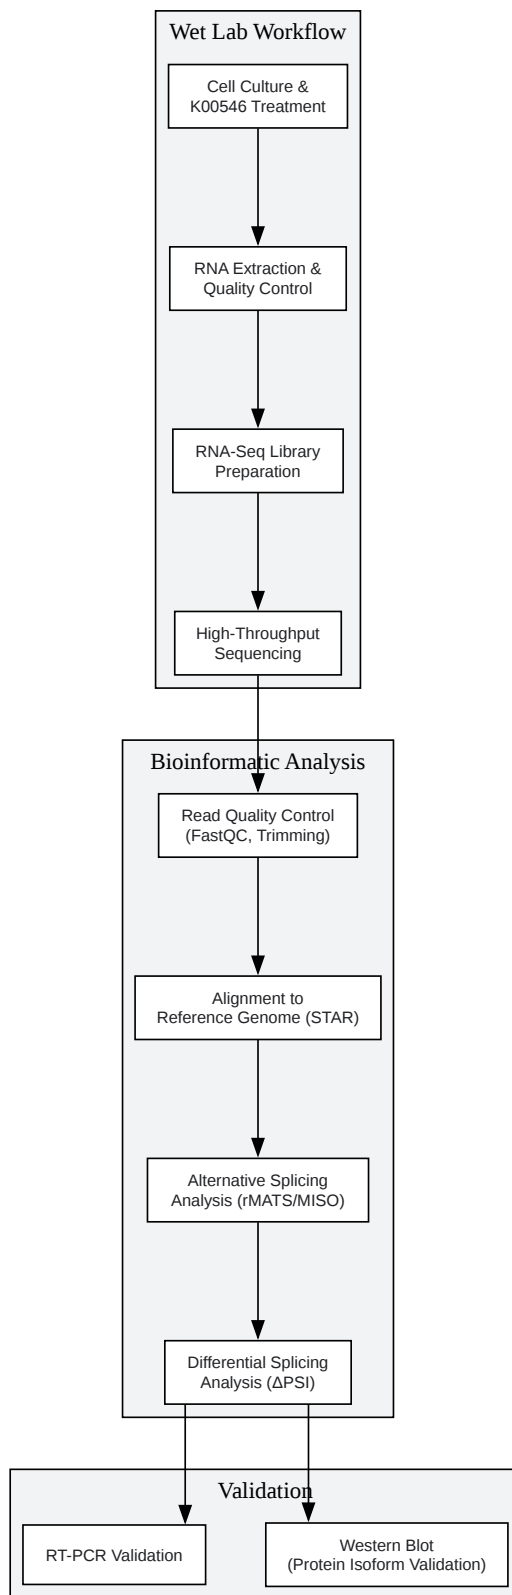 Wet Lab Workflow
Cell Culture &
K00546 Treatment
RNA Extraction &
Quality Control
RNA-Seq Library
Preparation
High-Throughput
Sequencing
Bioinformatic Analysis
Read Quality Control
(FastQC, Trimming)
Alignment to
Reference Genome (STAR)
Alternative Splicing
Analysis (rMATS/MISO)
Differential Splicing
Analysis (ΔPSI)
Validation
RT-PCR Validation
Western Blot
(Protein Isoform Validation)